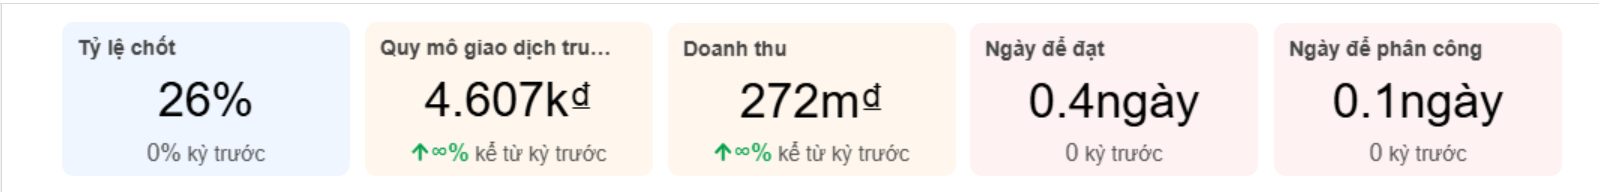 Tỷ lệ chốt
26%
0% kỳ trước
Quy mô giao dịch tru...
4.607kđ
↑∞% kể từ kỳ trước
Doanh thu
272mđ
↑∞% kể từ kỳ trước
Ngày để đạt
0.4ngày
0 kỳ trước
Ngày để phân công
0.1ngày
0 kỳ trước